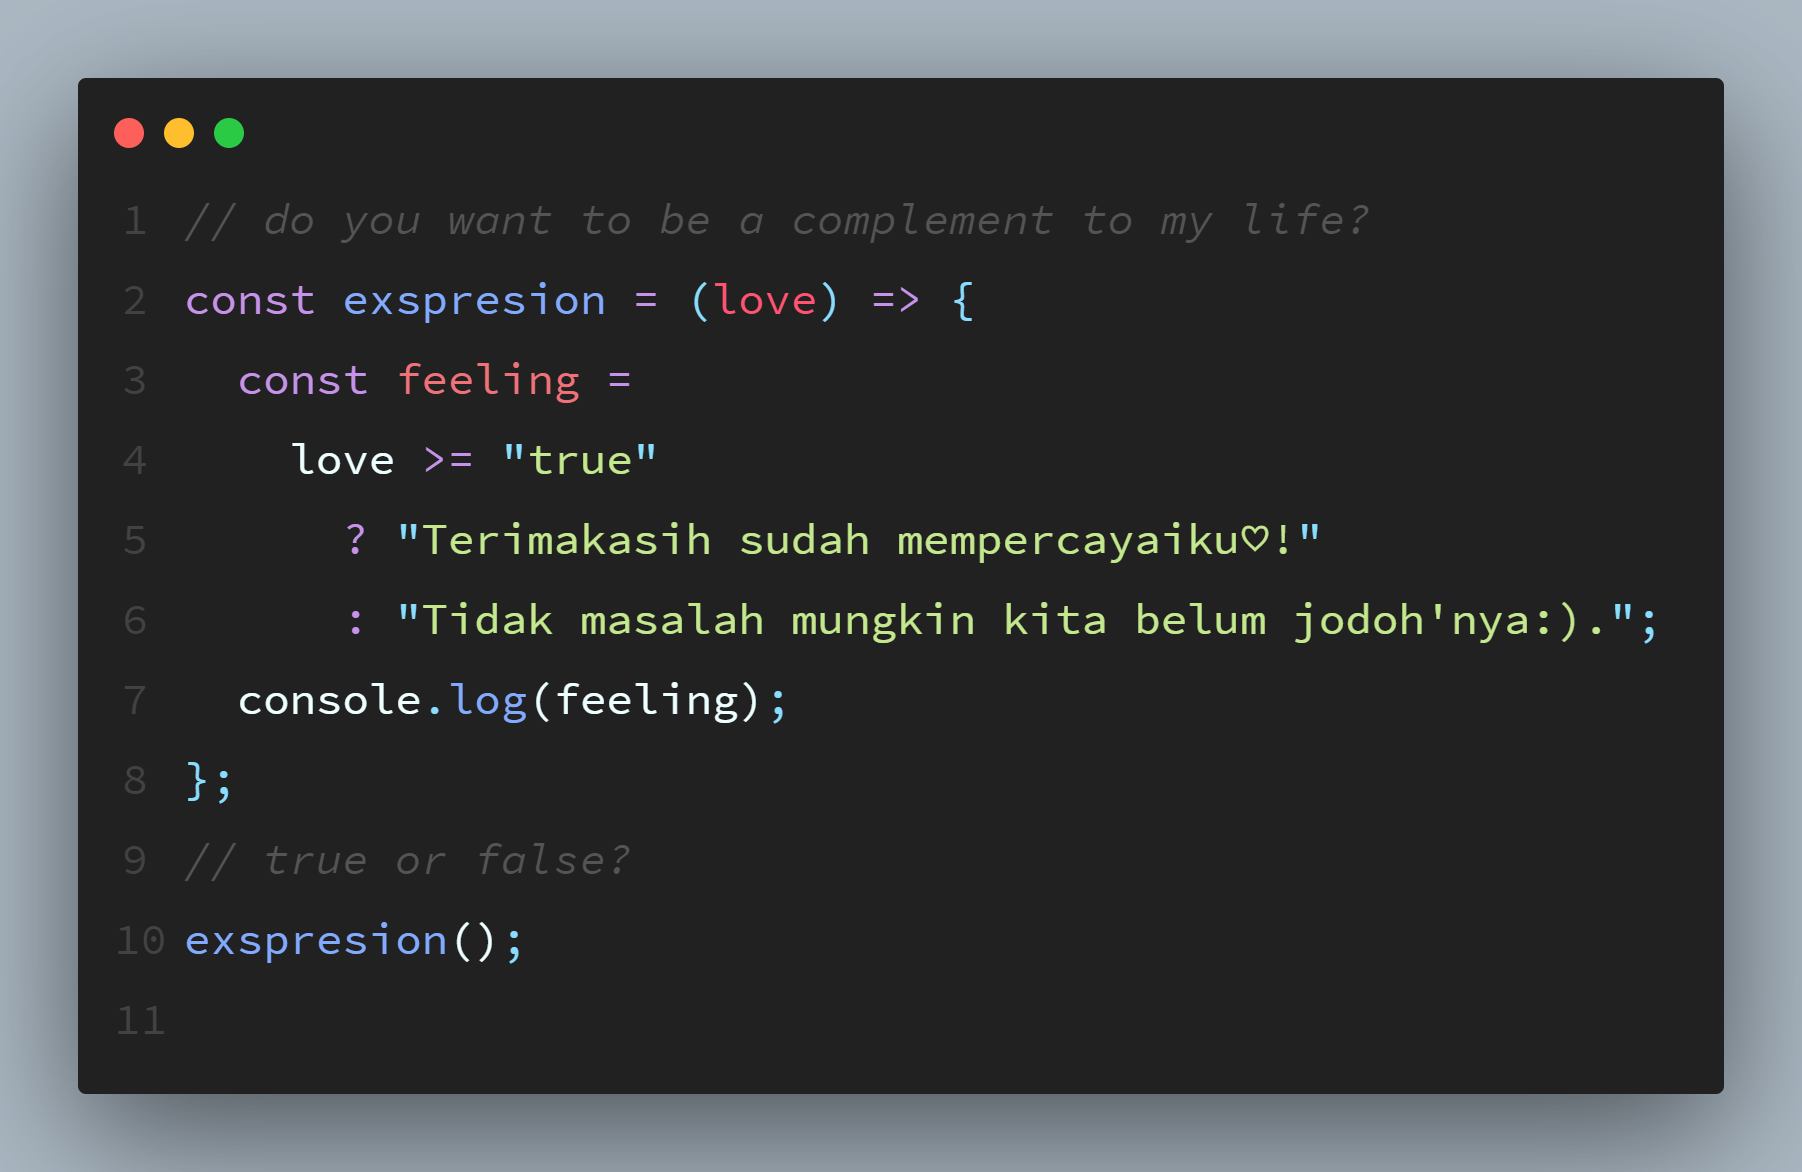 1 // do you want to be a complement to my life?
2 const exspresion = (love) => {
3 const feeling =
4 love >= "true"
5 ? "Terimakasih sudah mempercayaiku♡!"
6 : "Tidak masalah mungkin kita belum jodoh'nya:).";
7 console.log(feeling);
8 };
9 // true or false?
10 exspresion();
11